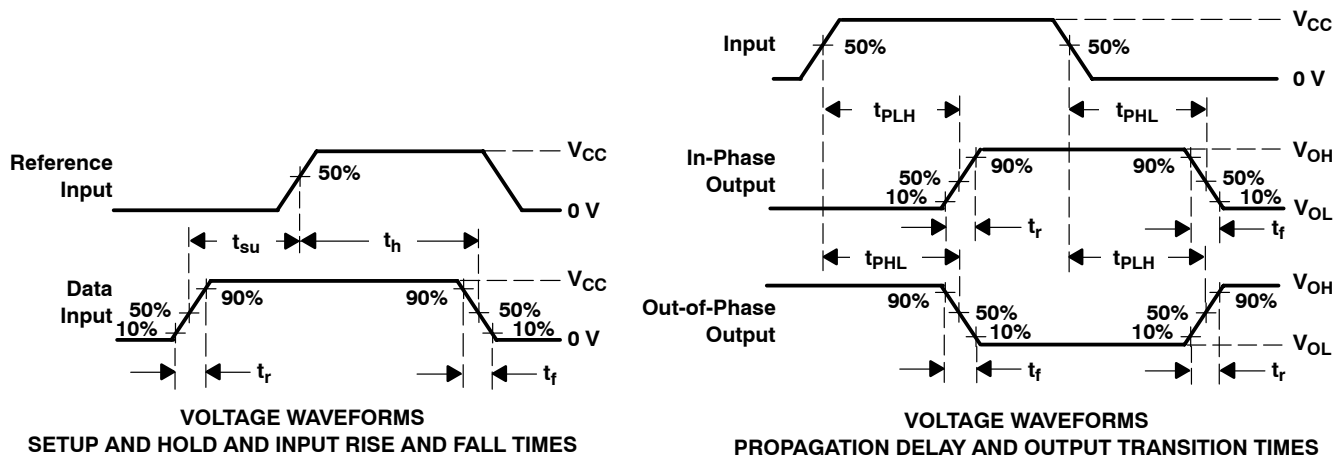 Reference
Input
50%
VCC
0 V
tsu
th
Data
Input
VCC
90%
90%
50%
50%
10%
10%
0 V
tr
tf
VOLTAGE WAVEFORMS
SETUP AND HOLD AND INPUT RISE AND FALL TIMES
Input
50%
50%
VCC
0 V
tPLH
tPHL
In-Phase
Output
VOH
90%
90%
50%
50%
10%
10%
VOL
tr
tf
tPHL
tPLH
Out-of-Phase
Output
VOH
90%
90%
50%
50%
10%
10%
VOL
tf
tr
VOLTAGE WAVEFORMS
PROPAGATION DELAY AND OUTPUT TRANSITION TIMES